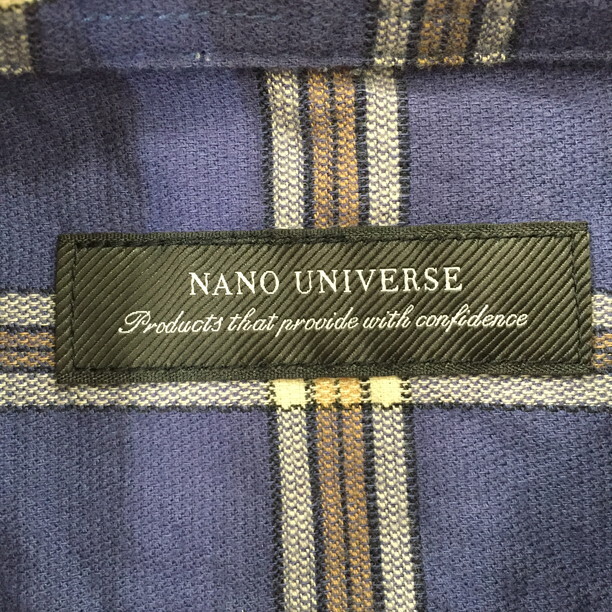 NANO UNIVERSE
Products that provide with confidence